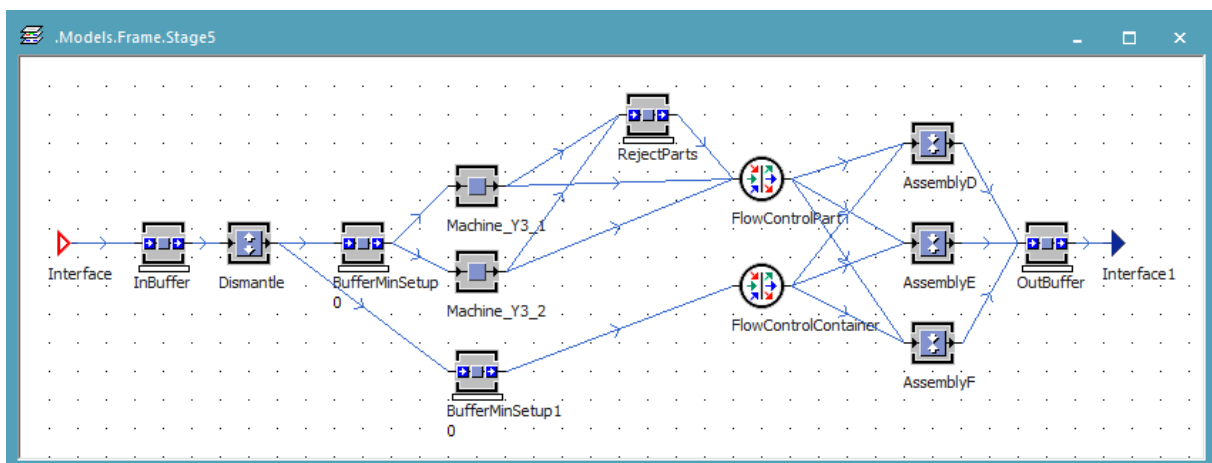 .Models.Frame.Stage5
RejectParts
AssemblyD
Machine_Y3_1
FlowControlPart
Interface
InBuffer
Dismantle
BufferMinSetup
0
AssemblyE
OutBuffer
Interface1
Machine_Y3_2
FlowControlContainer
AssemblyF
BufferMinSetup1
0